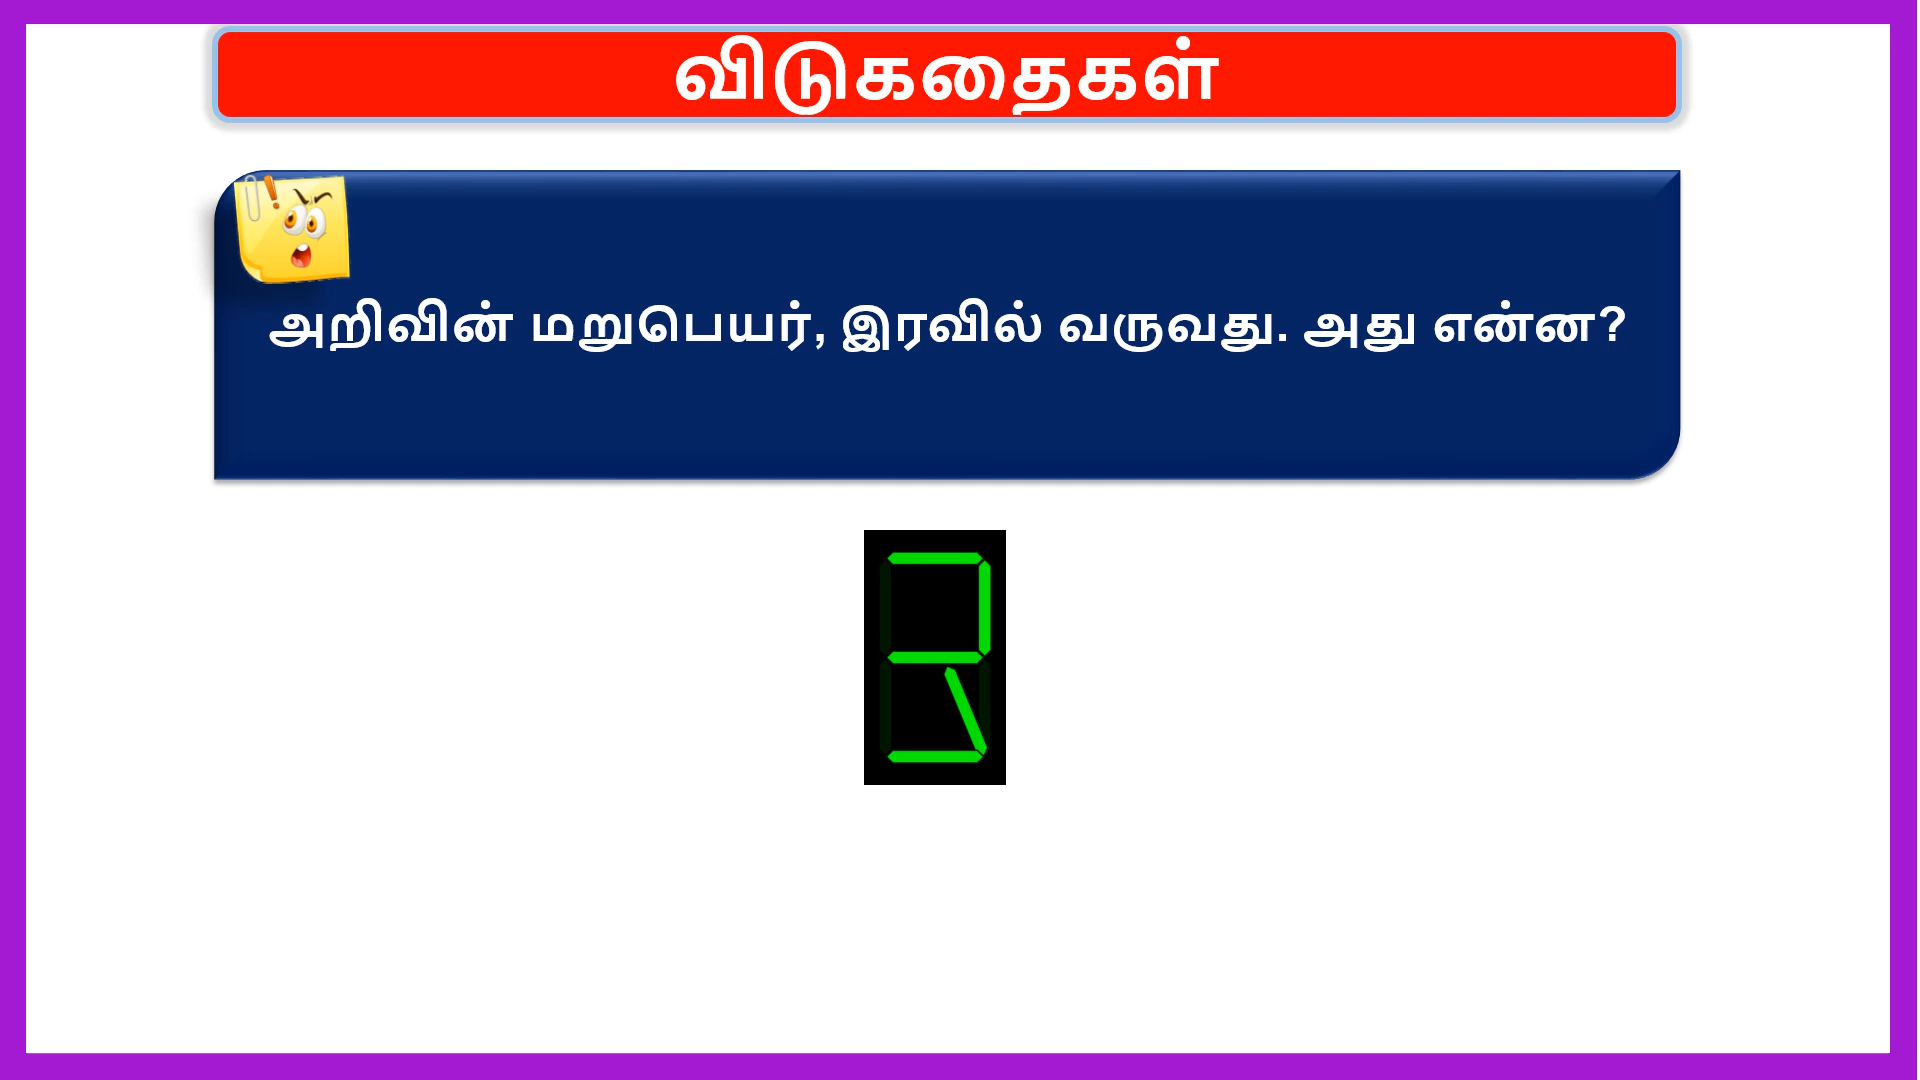 விடுகதைகள்
அறிவின் மறுபெயர், இரவில் வருவது. அது என்ன?